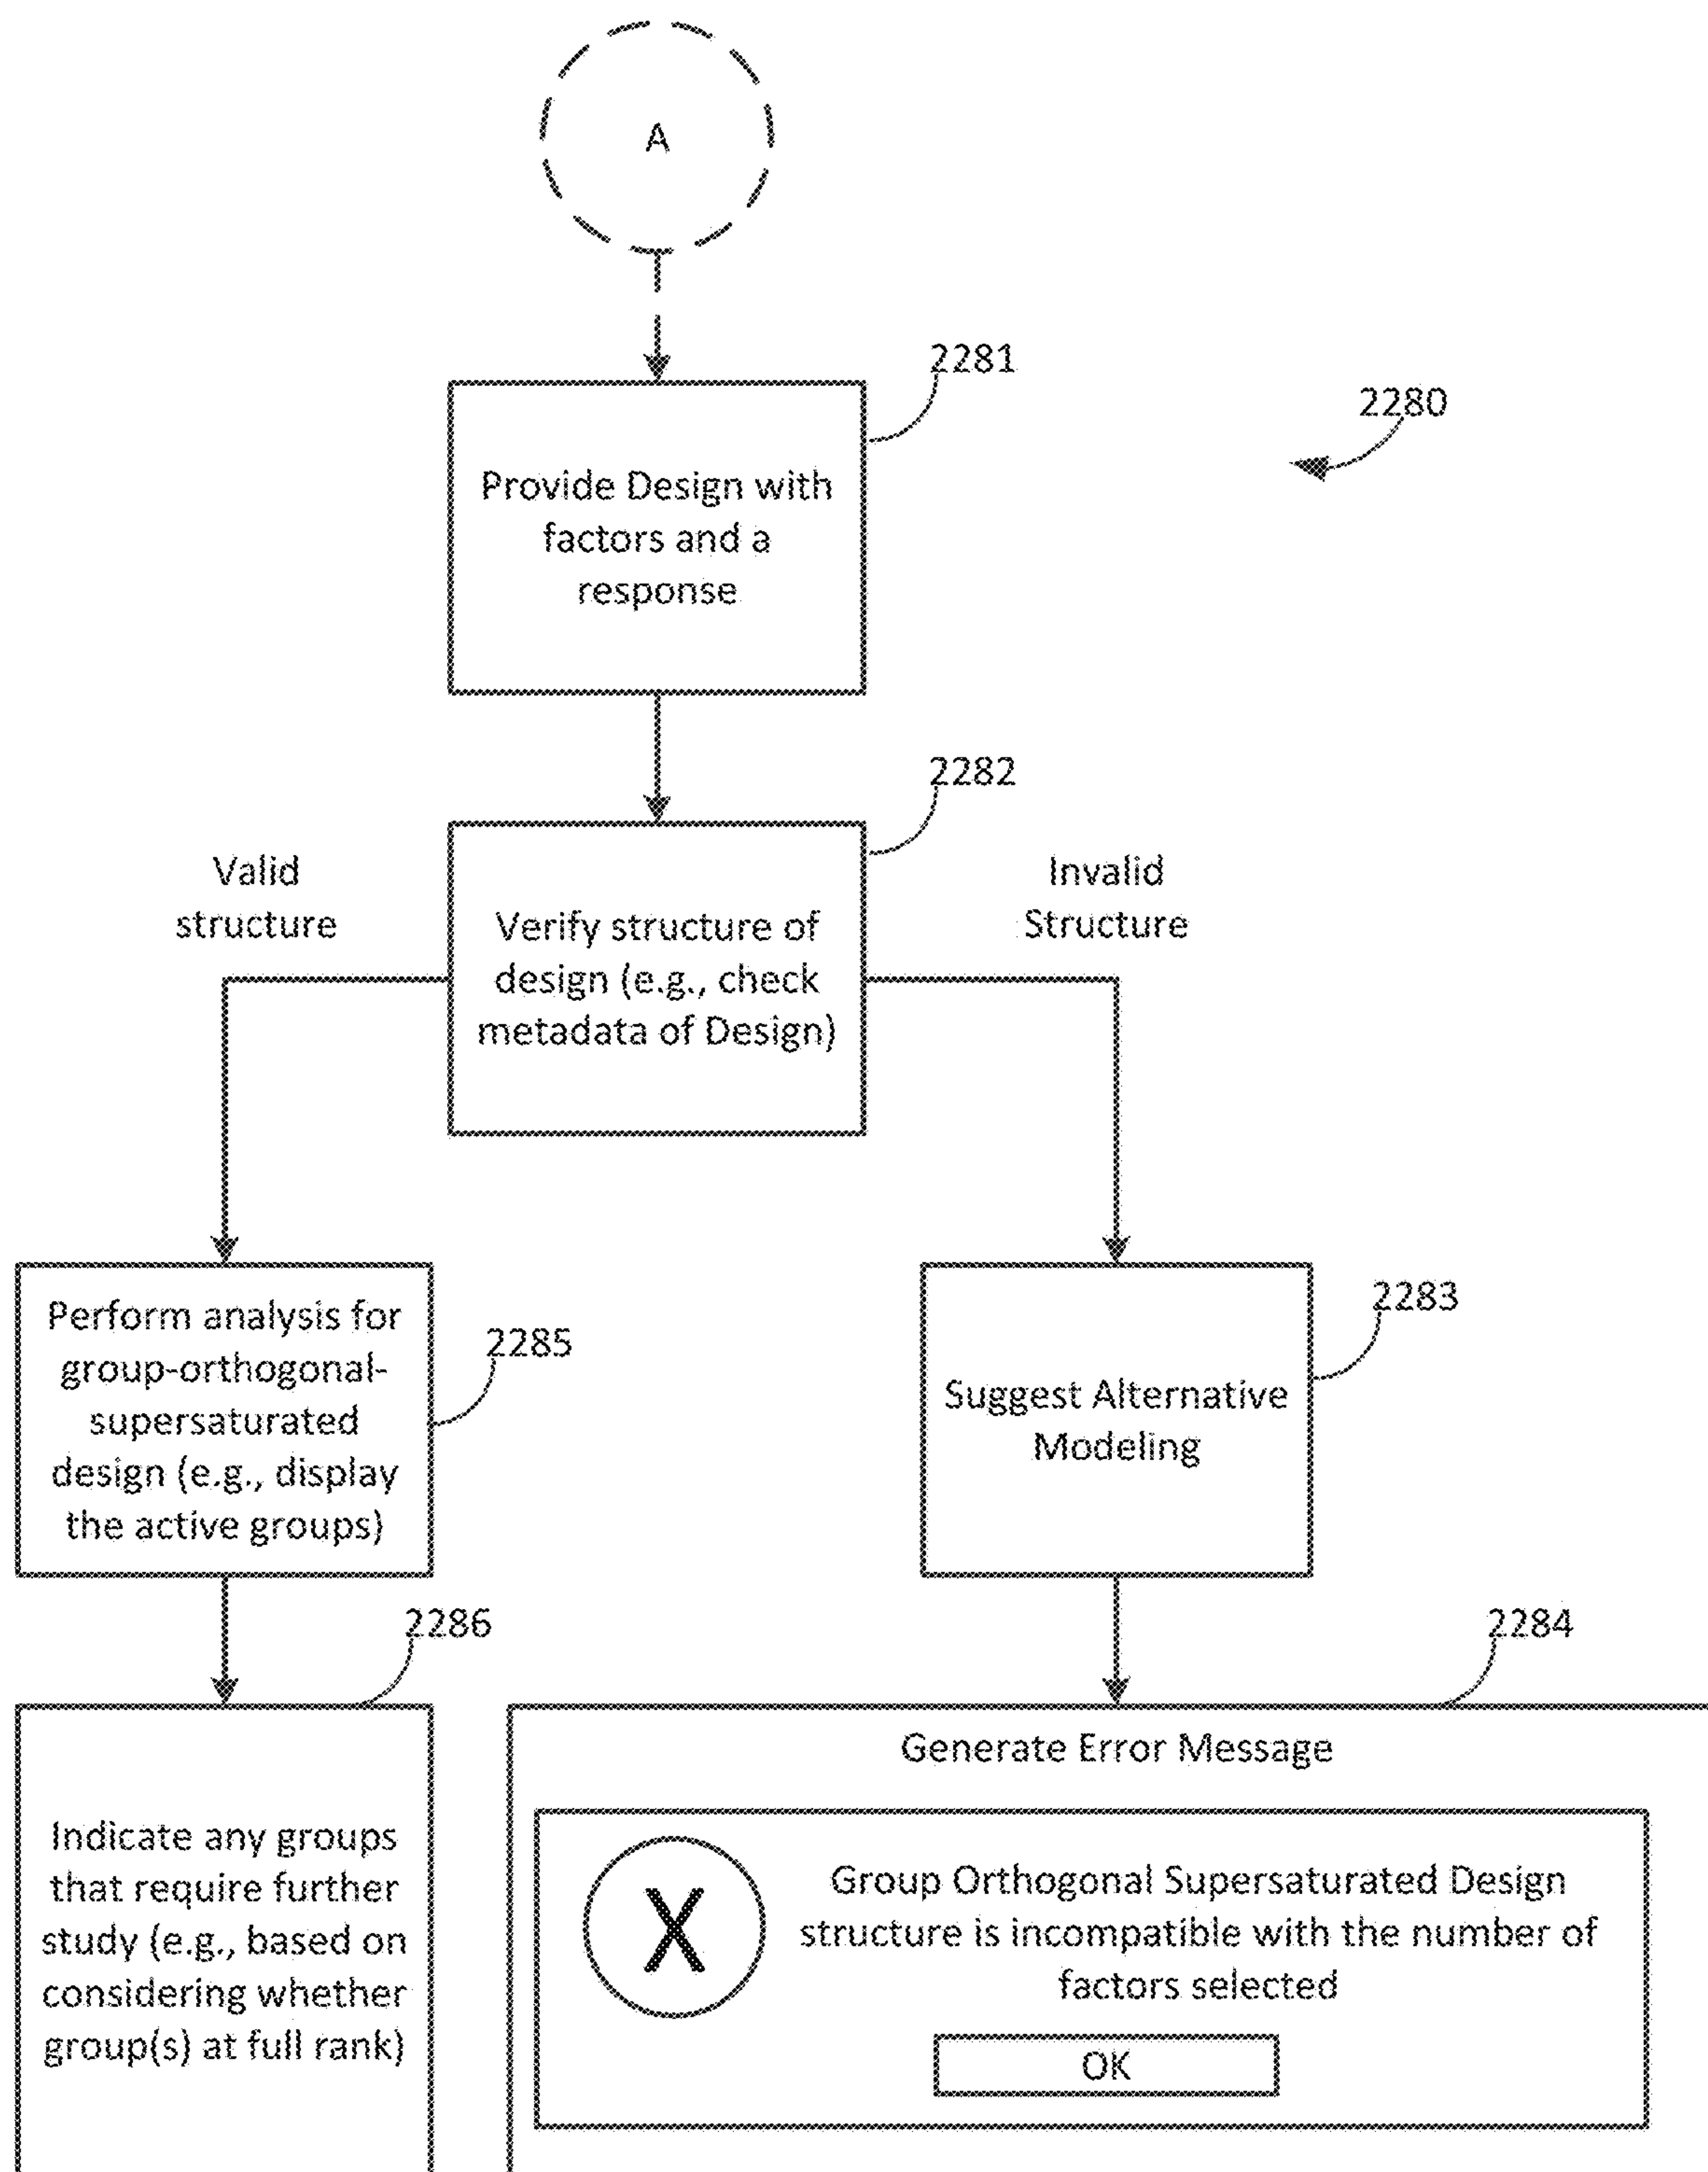 A
2281
2280
Provide Design with
factors and a
response
2282
Valid
structure
Invalid
Structure
Verify structure of
design (e.g., check
metadata of Design)
Perform analysis for
group-orthogonal-
supersaturated
design (e.g., display
the active groups)
2285
2283
Suggest Alternative
Modeling
2286
2284
Indicate any groups
that require further
study (e.g., based on
considering whether
group(s) at full rank)
Generate Error Message
X
Group Orthogonal Supersaturated Design
structure is incompatible with the number of
factors selected
OK